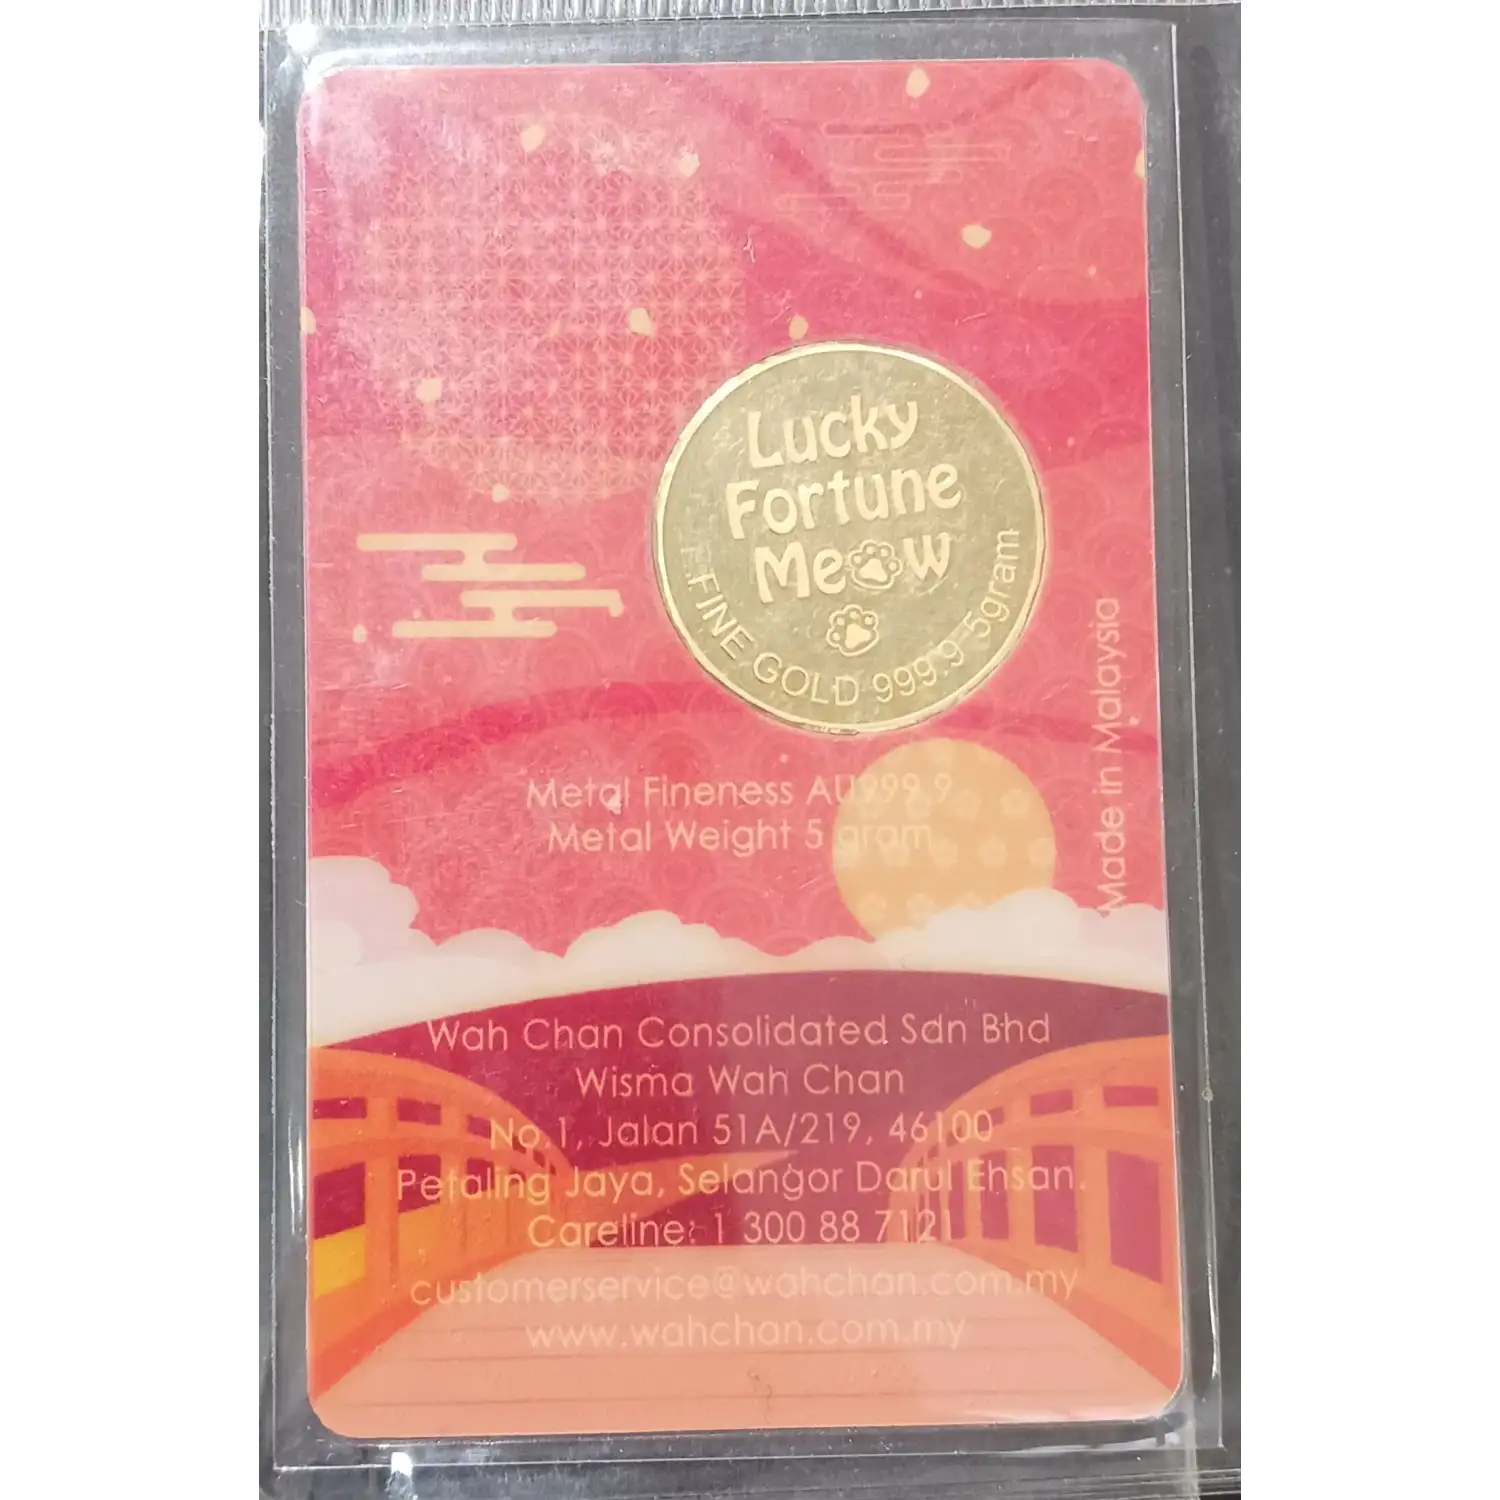 Lucky
Fortune
Meow
FINE GOLD 999.9 5gram
Metal Fineness AU999.9
Metal Weight 5 gram
Made in Malaysia
Wah Chan Consolidated Sdn Bhd
Wisma Wah Chan
No.1, Jalan 51A/219, 46100
Petaling Jaya, Selangor Darul Ehsan.
Careline: 1 300 88 7121
customerservice@wahchan.com.my
www.wahchan.com.my